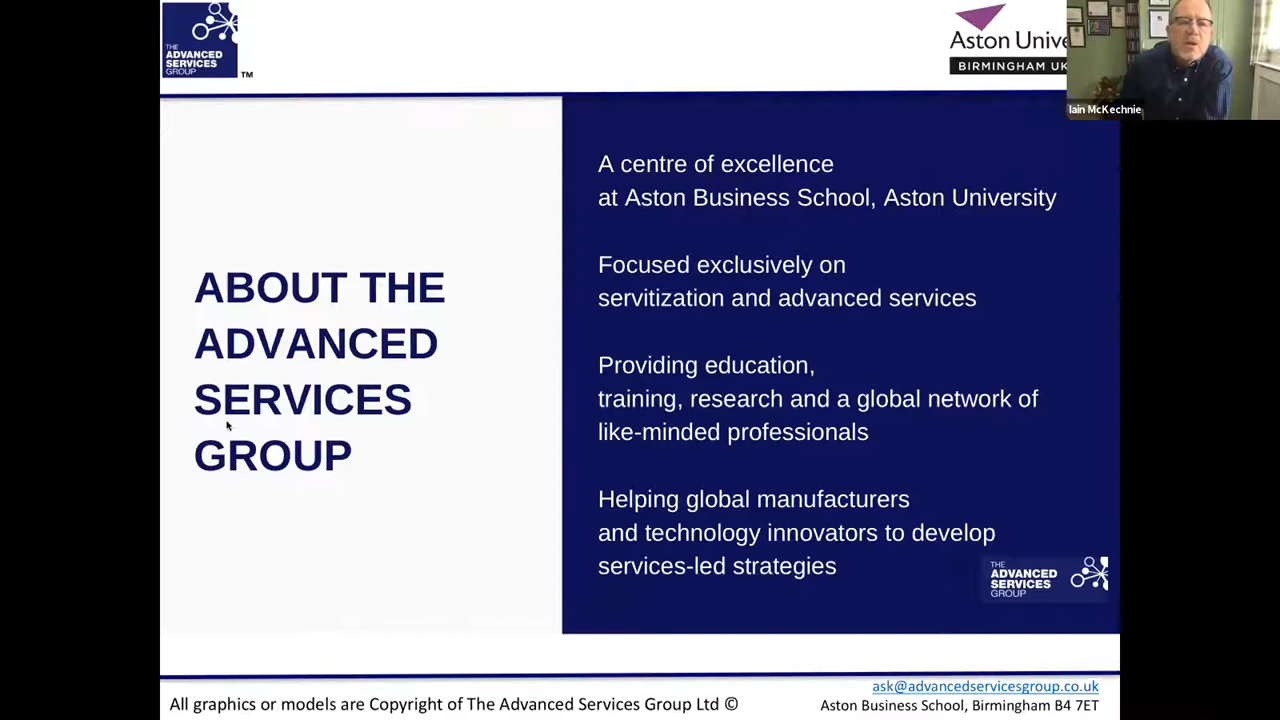 THE
ADVANCED
SERVICES
GROUP
TM
Aston Unive
BIRMINGHAM UK
Iain McKechnie
A centre of excellence
at Aston Business School, Aston University
Focused exclusively on
servitization and advanced services
ABOUT THE
ADVANCED
SERVICES
GROUP
Providing education,
training, research and a global network of
like-minded professionals
Helping global manufacturers
and technology innovators to develop
services-led strategies
THE
ADVANCED
SERVICES
GROUP
All graphics or models are Copyright of The Advanced Services Group Ltd ©
ask@advancedservicesgroup.co.uk
Aston Business School, Birmingham B4 7ET